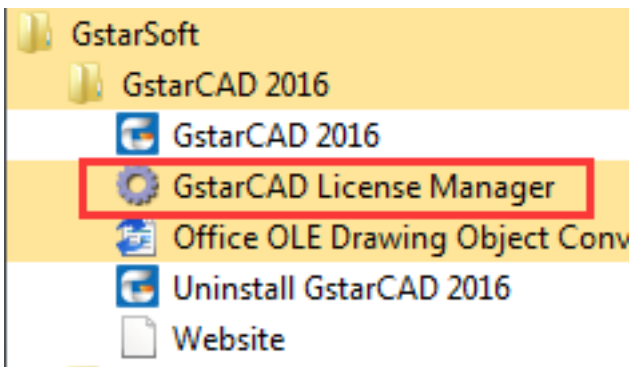 GstarSoft
GstarCAD 2016
GstarCAD 2016
GstarCAD License Manager
Office OLE Drawing Object Conv
Uninstall GstarCAD 2016
Website